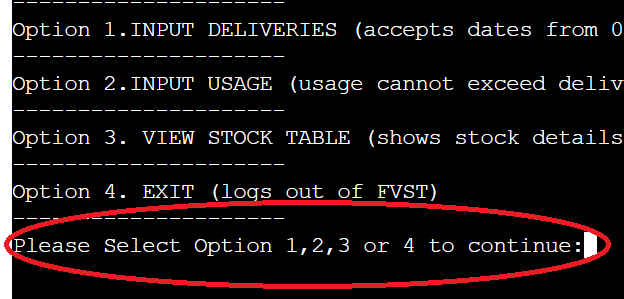 ---------------------
Option 1.INPUT DELIVERIES (accepts dates from 0
---------------------
Option 2.INPUT USAGE (usage cannot exceed deliv
---------------------
Option 3. VIEW STOCK TABLE (shows stock details
---------------------
Option 4. EXIT (logs out of FVST)
---------------------
Please Select Option 1,2,3 or 4 to continue: